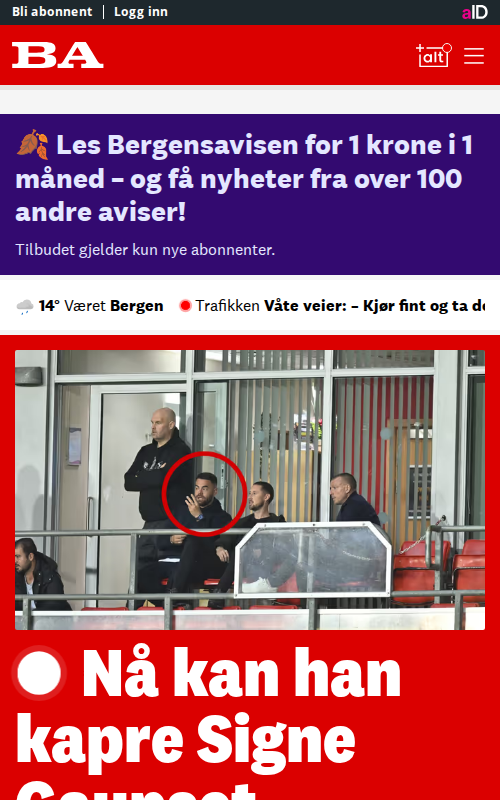 Bli abonnent | Logg inn
aID
BA
+alt
Les Bergensavisen for 1 krone i 1
måned – og få nyheter fra over 100
andre aviser!
Tilbudet gjelder kun nye abonnenter.
14° Været Bergen Trafikken Våte veier: – Kjør fint og ta de
Nå kan han
kapre Signe
Gaupset